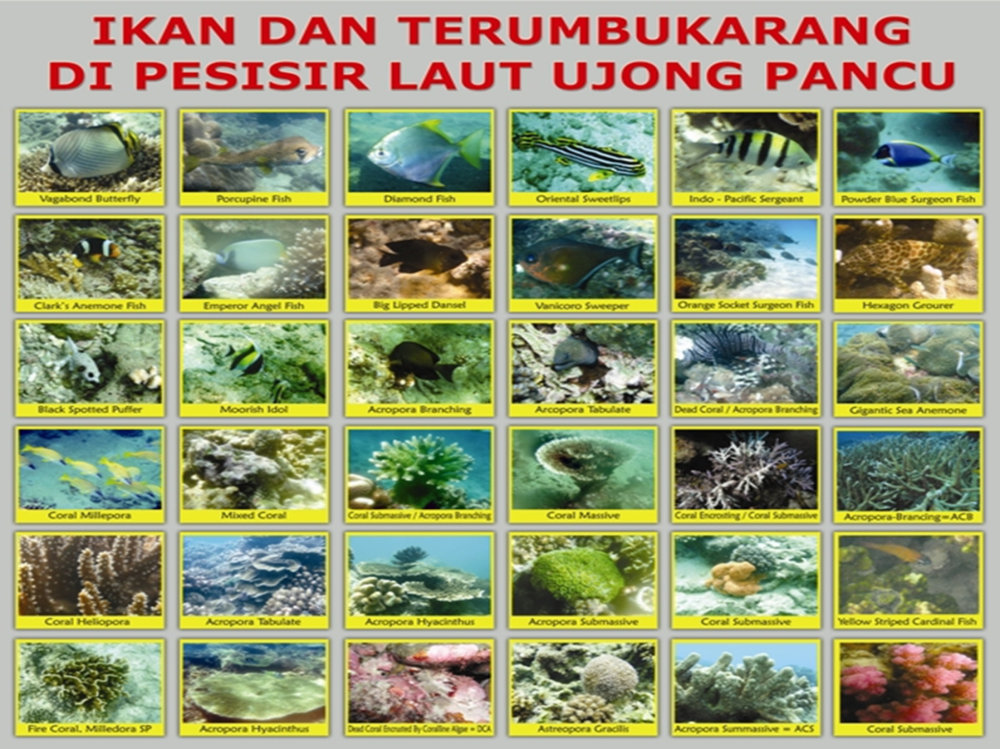 IKAN DAN TERUMBUKARANG
DI PESISIR LAUT UJONG PANCU
Vagabond Butterfly
Porcupine Fish
Diamond Fish
Oriental Sweetlips
Indo - Pacific Sergeant
Powder Blue Surgeon Fish
Clark's Anemone Fish
Emperor Angel Fish
Big Lipped Dansel
Vanicoro Sweeper
Orange Socket Surgeon Fish
Hexagon Grourer
Black Spotted Puffer
Moorish Idol
Acropora Branching
Arcopora Tabulate
Dead Coral / Acropora Branching
Gigantic Sea Anemone
Coral Millepora
Mixed Coral
Coral Submassive / Acropora Branching
Coral Massive
Coral Encrosting / Coral Submassive
Acropora-Brancing=ACB
Coral Heliopora
Acropora Tabulate
Acropora Hyacinthus
Acropora Submassive
Coral Submassive
Yellow Striped Cardinal Fish
Fire Coral, Milledora SP
Acropora Hyacinthus
Dead Coral Encrusted By Coralline Algae = DCA
Astreopora Gracilis
Acropora Summassive = ACS
Coral Submassive